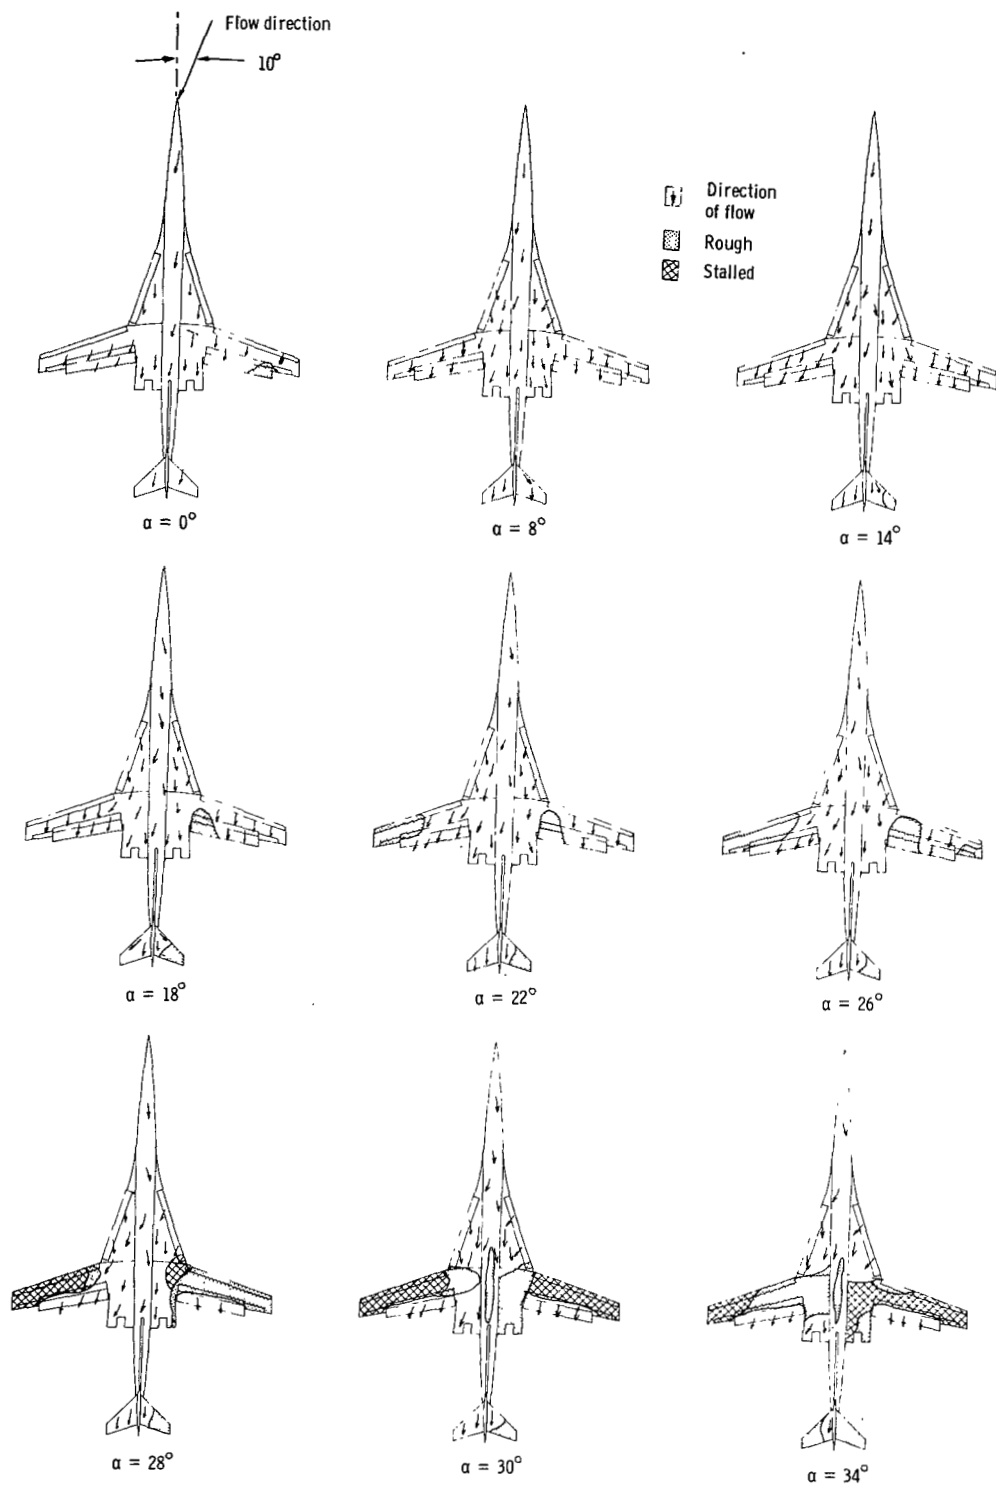 Flow direction
10°
Direction
of flow
Rough
Stalled
α = 0°
α = 8°
α = 14°
α = 18°
α = 22°
α = 26°
α = 28°
α = 30°
α = 34°